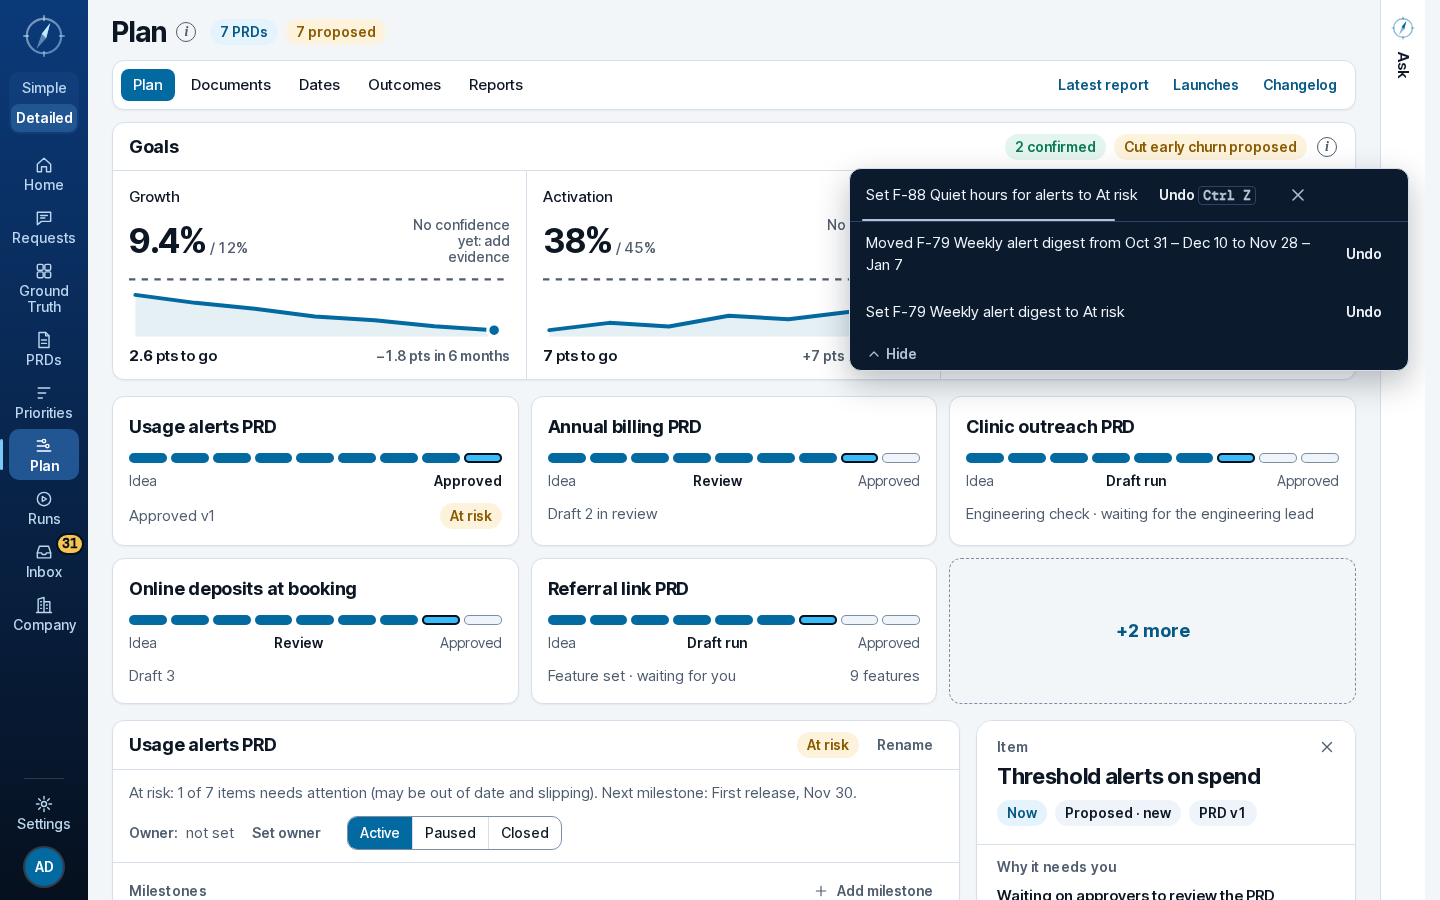 Simple
Detailed
Home
Requests
Ground
Truth
PRDs
Priorities
Plan
Runs
31
Inbox
Company
Settings
AD
Plan
i
7 PRDs
7 proposed
Plan
Documents
Dates
Outcomes
Reports
Latest report
Launches
Changelog
Ask
Goals
2 confirmed
Cut early churn proposed
i
Growth
9.4% / 12%
No confidence
yet: add
evidence
2.6 pts to go
−1.8 pts in 6 months
Activation
38% / 45%
No
7 pts to go
+7 pts
Set F-88 Quiet hours for alerts to At risk
Undo Ctrl Z
Moved F-79 Weekly alert digest from Oct 31 – Dec 10 to Nov 28 –
Jan 7
Undo
Set F-79 Weekly alert digest to At risk
Undo
Hide
Usage alerts PRD
Idea
Approved
Approved v1
At risk
Annual billing PRD
Idea
Review
Approved
Draft 2 in review
Clinic outreach PRD
Idea
Draft run
Approved
Engineering check · waiting for the engineering lead
Online deposits at booking
Idea
Review
Approved
Draft 3
Referral link PRD
Idea
Draft run
Approved
Feature set · waiting for you
9 features
+2 more
Usage alerts PRD
At risk
Rename
At risk: 1 of 7 items needs attention (may be out of date and slipping). Next milestone: First release, Nov 30.
Owner: not set
Set owner
Active
Paused
Closed
Milestones
Add milestone
Item
Threshold alerts on spend
Now
Proposed · new
PRD v1
Why it needs you
Waiting on approvers to review the PRD